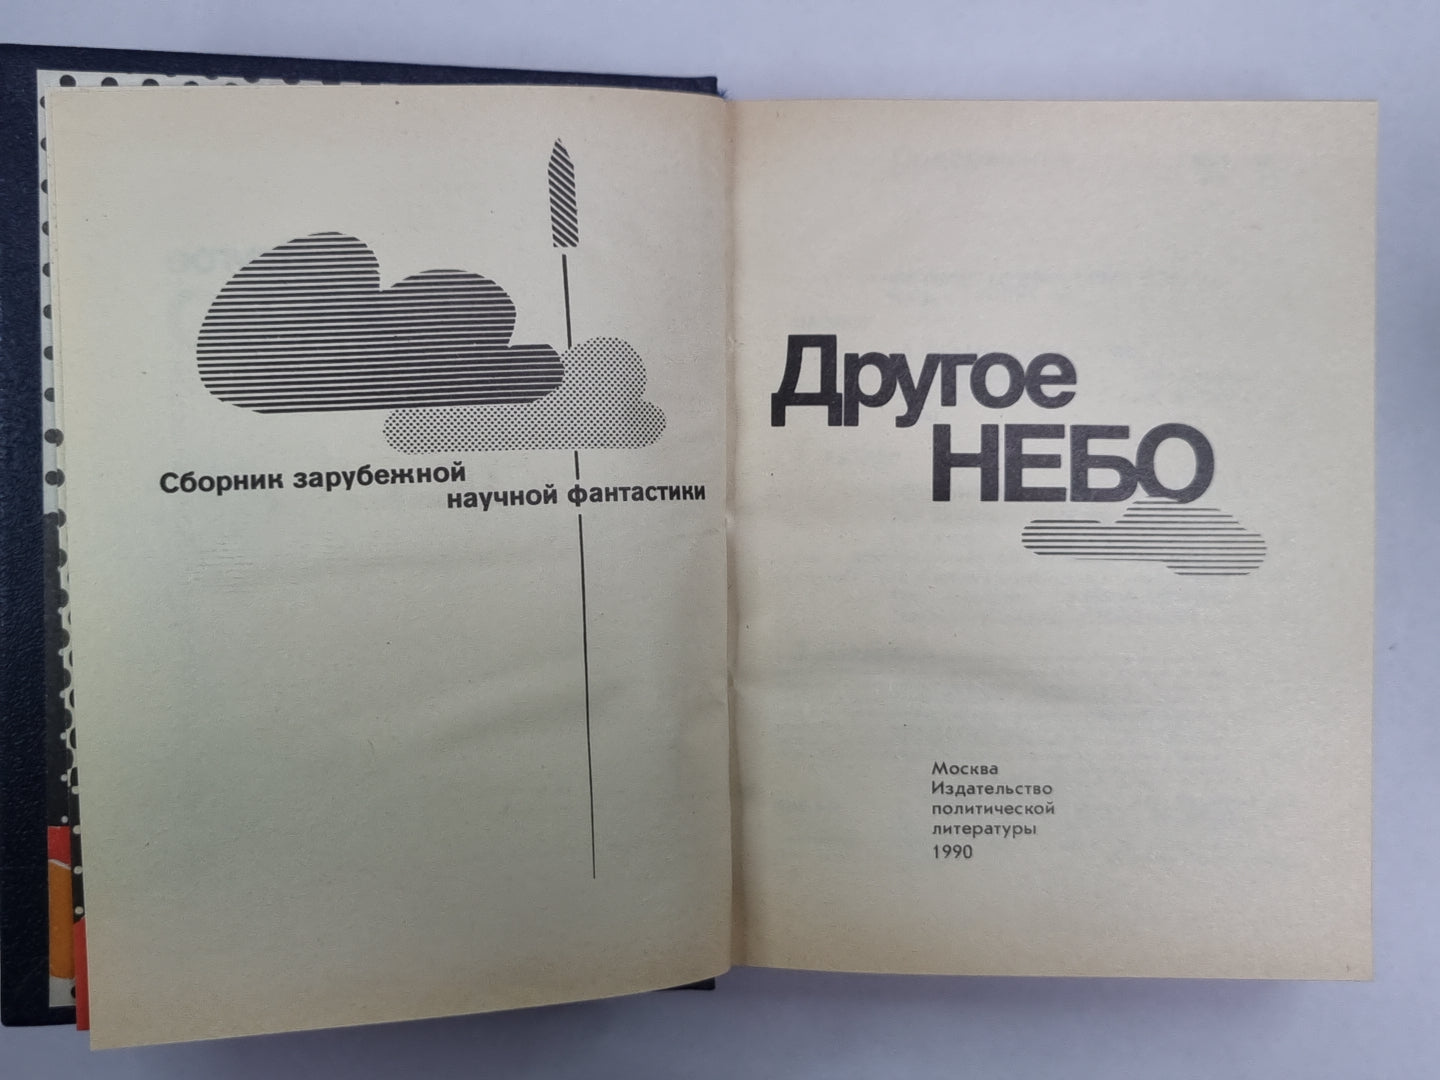 Сборник зарубежной
научной фантастики
Другое
НЕБО
Москва
Издательство
политической
литературы
1990